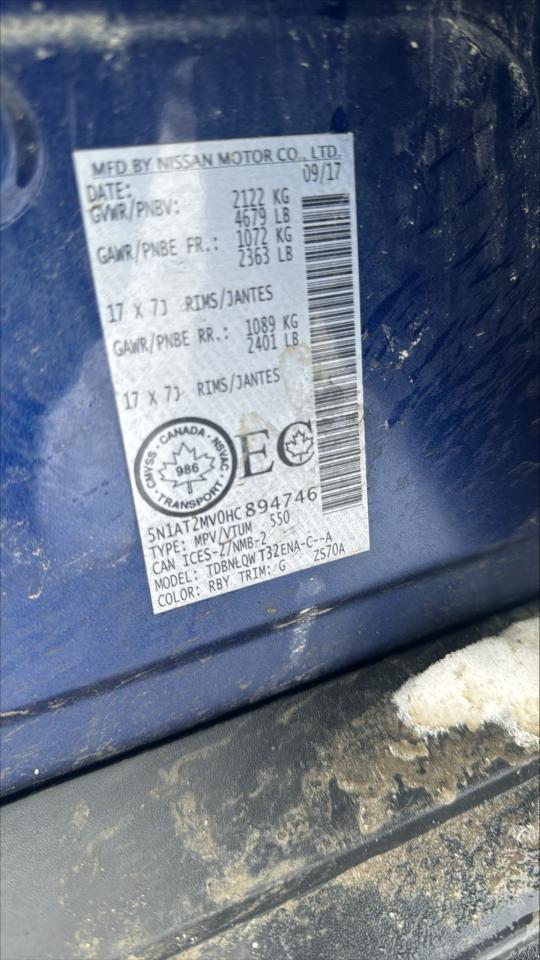 MFD BY NISSAN MOTOR CO., LTD.
DATE: 09/17
GVWR/PNBV: 2122 KG
4679 LB
GAWR/PNBE FR.: 1072 KG
2363 LB
17 X 7J RIMS/JANTES
GAWR/PNBE RR.: 1089 KG
2401 LB
17 X 7J RIMS/JANTES
CANADA
CMVSS NSVAC
986
TRANSPORT
EC
5N1AT2MV0HC894746
TYPE: MPV/VTUM 550
CAN ICES-2/NMB-2
MODEL: TDBNLQWT32ENA-C--A
COLOR: RBY TRIM: G ZS70A